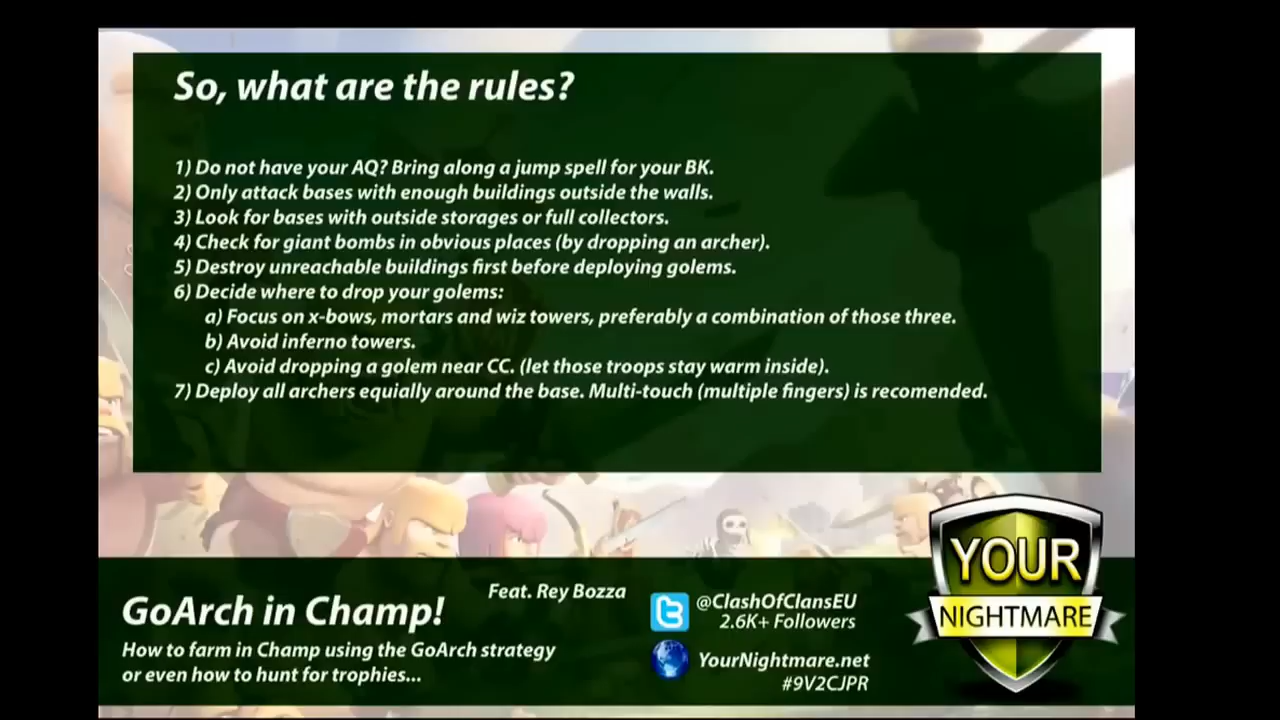 So, what are the rules?
1) Do not have your AQ? Bring along a jump spell for your BK.
2) Only attack bases with enough buildings outside the walls.
3) Look for bases with outside storages or full collectors.
4) Check for giant bombs in obvious places (by dropping an archer).
5) Destroy unreachable buildings first before deploying golems.
6) Decide where to drop your golems:
a) Focus on x-bows, mortars and wiz towers, preferably a combination of those three.
b) Avoid inferno towers.
c) Avoid dropping a golem near CC. (let those troops stay warm inside).
7) Deploy all archers equially around the base. Multi-touch (multiple fingers) is recomended.
GoArch in Champ!
Feat. Rey Bozza
How to farm in Champ using the GoArch strategy
or even how to hunt for trophies...
@ClashOfClansEU
2.6K+ Followers
YourNightmare.net
#9V2CJPR
YOUR
NIGHTMARE